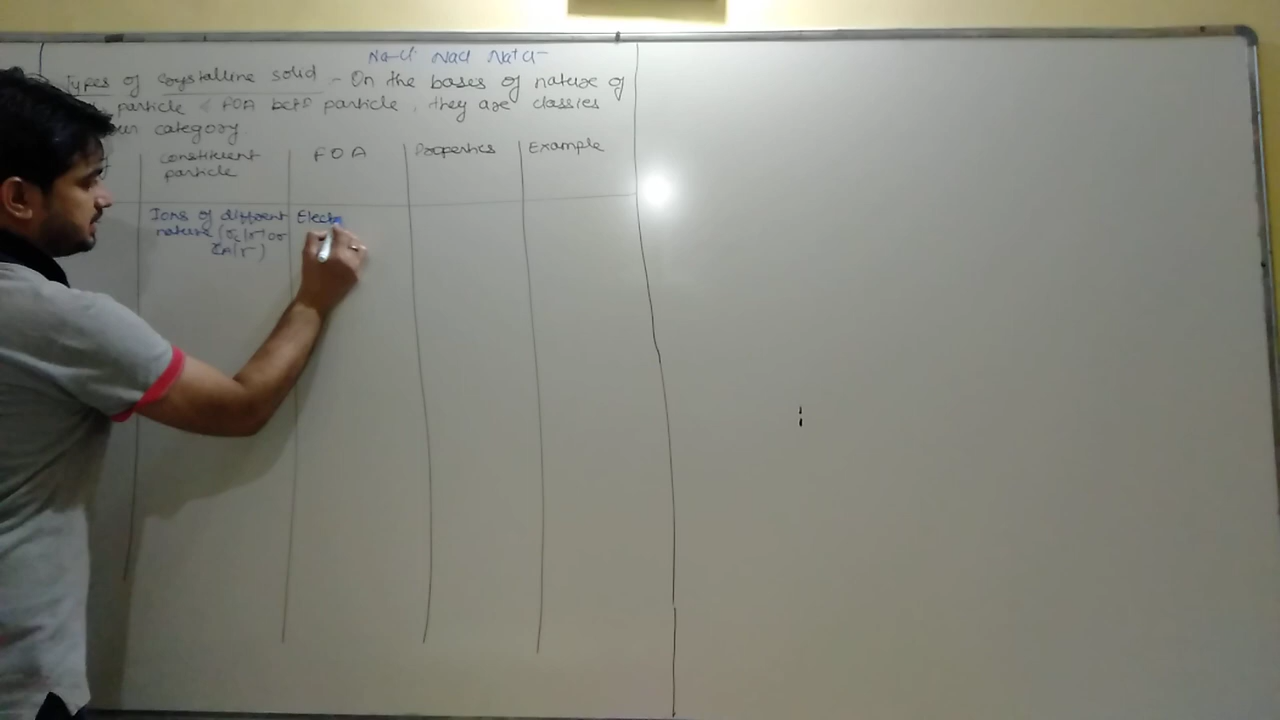 Na-Cl Nacl Na+cl-
Types of crystalline solid - On the bases of nature of
particle & FOA betn particle, they are classies
our category
constituent FOA Properties Example
particle
Ions of different Elect
nature